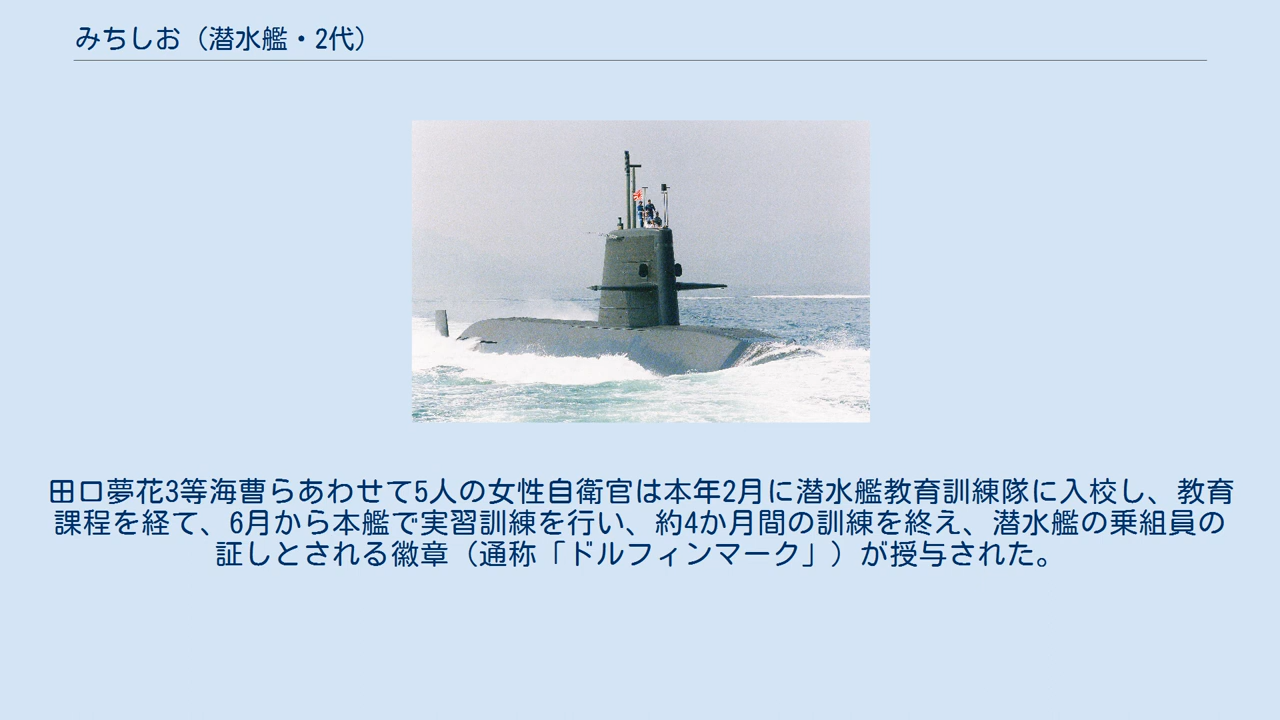 みちしお（潜水艦・2代）
田口夢花3等海曹らあわせて5人の女性自衛官は本年2月に潜水艦教育訓練隊に入校し、教育
課程を経て、6月から本艦で実習訓練を行い、約4か月間の訓練を終え、潜水艦の乗組員の
証しとされる徽章（通称「ドルフィンマーク」）が授与された。